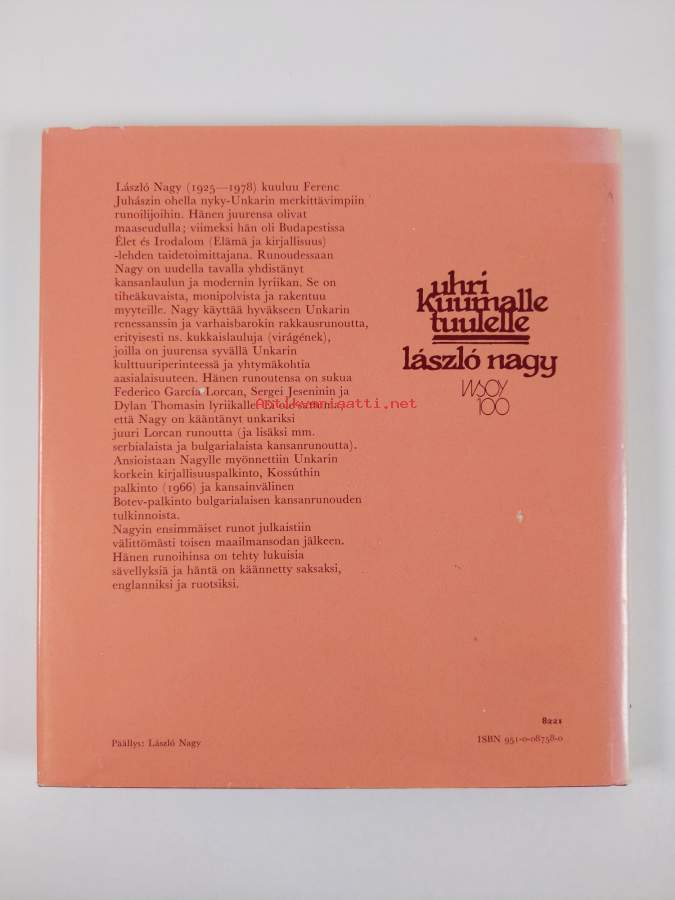 László Nagy (1925—1978) kuuluu Ferenc
Juhászin ohella nyky-Unkarin merkittävimpiin
runoilijoihin. Hänen juurensa olivat
maaseudulla; viimeksi hän oli Budapestissa
Élet és Irodalom (Elämä ja kirjallisuus)
-lehden taidetoimittajana. Runoudessaan
Nagy on uudella tavalla yhdistänyt
kansanlaulun ja modernin lyriikan. Se on
tiheäkuvaista, monipolvista ja rakentuu
myyteille. Nagy käyttää hyväkseen Unkarin
renessanssin ja varhaisbarokin rakkausrunoutta,
erityisesti ns. kukkaislauluja (virágének),
joilla on juurensa syvällä Unkarin
kulttuuriperinteessä ja yhtymäkohtia
aasialaisuuteen. Hänen runoutensa on sukua
Federico García Lorcan, Sergei Jeseninin ja
Dylan Thomasin lyriikalle. Ei ole sattuma,
että Nagy on kääntänyt unkariksi
juuri Lorcan runoutta (ja lisäksi mm.
serbialaista ja bulgarialaista kansanrunoutta).
Ansioistaan Nagylle myönnettiin Unkarin
korkein kirjallisuuspalkinto, Kossúthin
palkinto (1966) ja kansainvälinen
Botev-palkinto bulgarialaisen kansanrunouden
tulkinnoista.
Nagyin ensimmäiset runot julkaistiin
välittömästi toisen maailmansodan jälkeen.
Hänen runoihinsa on tehty lukuisia
sävellyksiä ja häntä on käännetty saksaksi,
englanniksi ja ruotsiksi.
Päällys: László Nagy
uhri
kuumalle
tuulelle
lászló nagy
WSOY
100
Antikvariaatti.net
8221
ISBN 951-0-08758-0